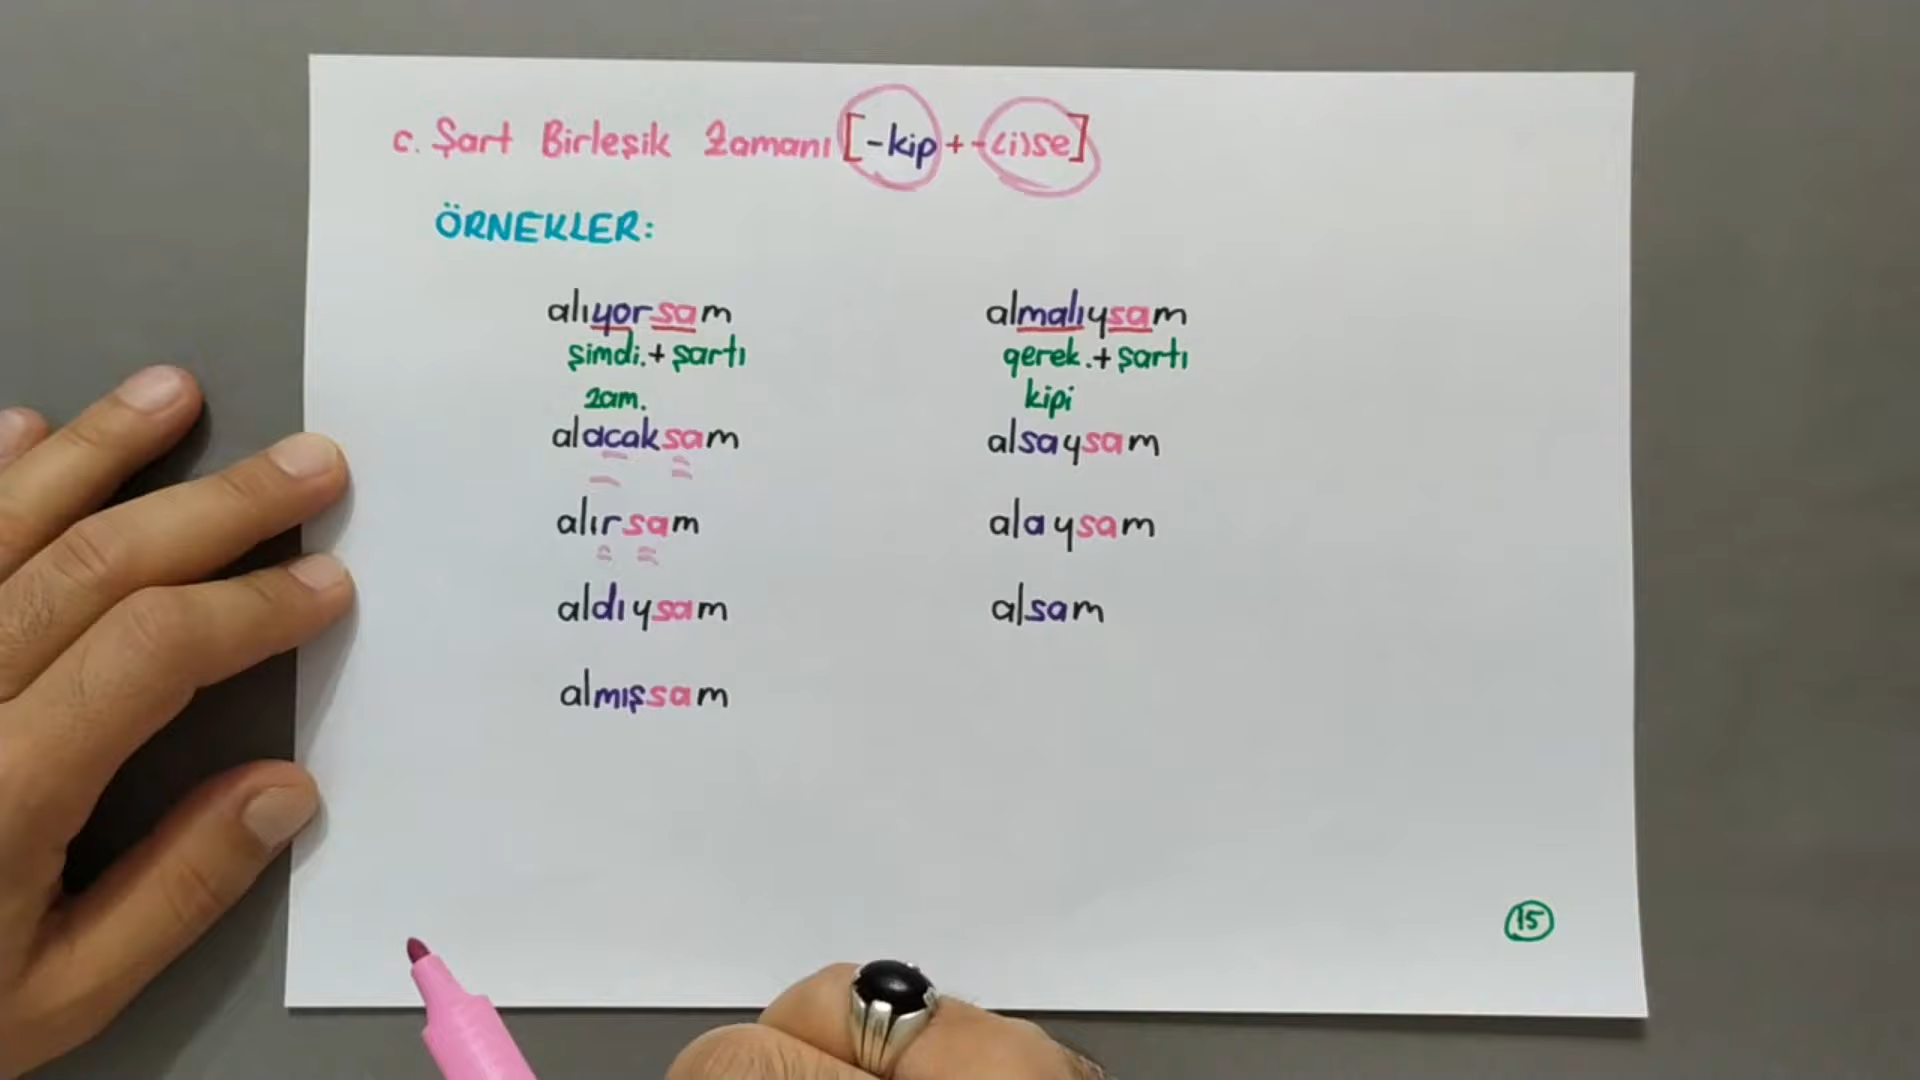 c. Şart Birleşik Zamanı [-kip + -(i)se]
ÖRNEKLER:
alıyorsam
şimdi. + şartı
zam.
alacaksam
alırsam
aldıysam
almışsam
almalıysam
gerek. + şartı
kipi
alsaysam
alaysam
alsam
15